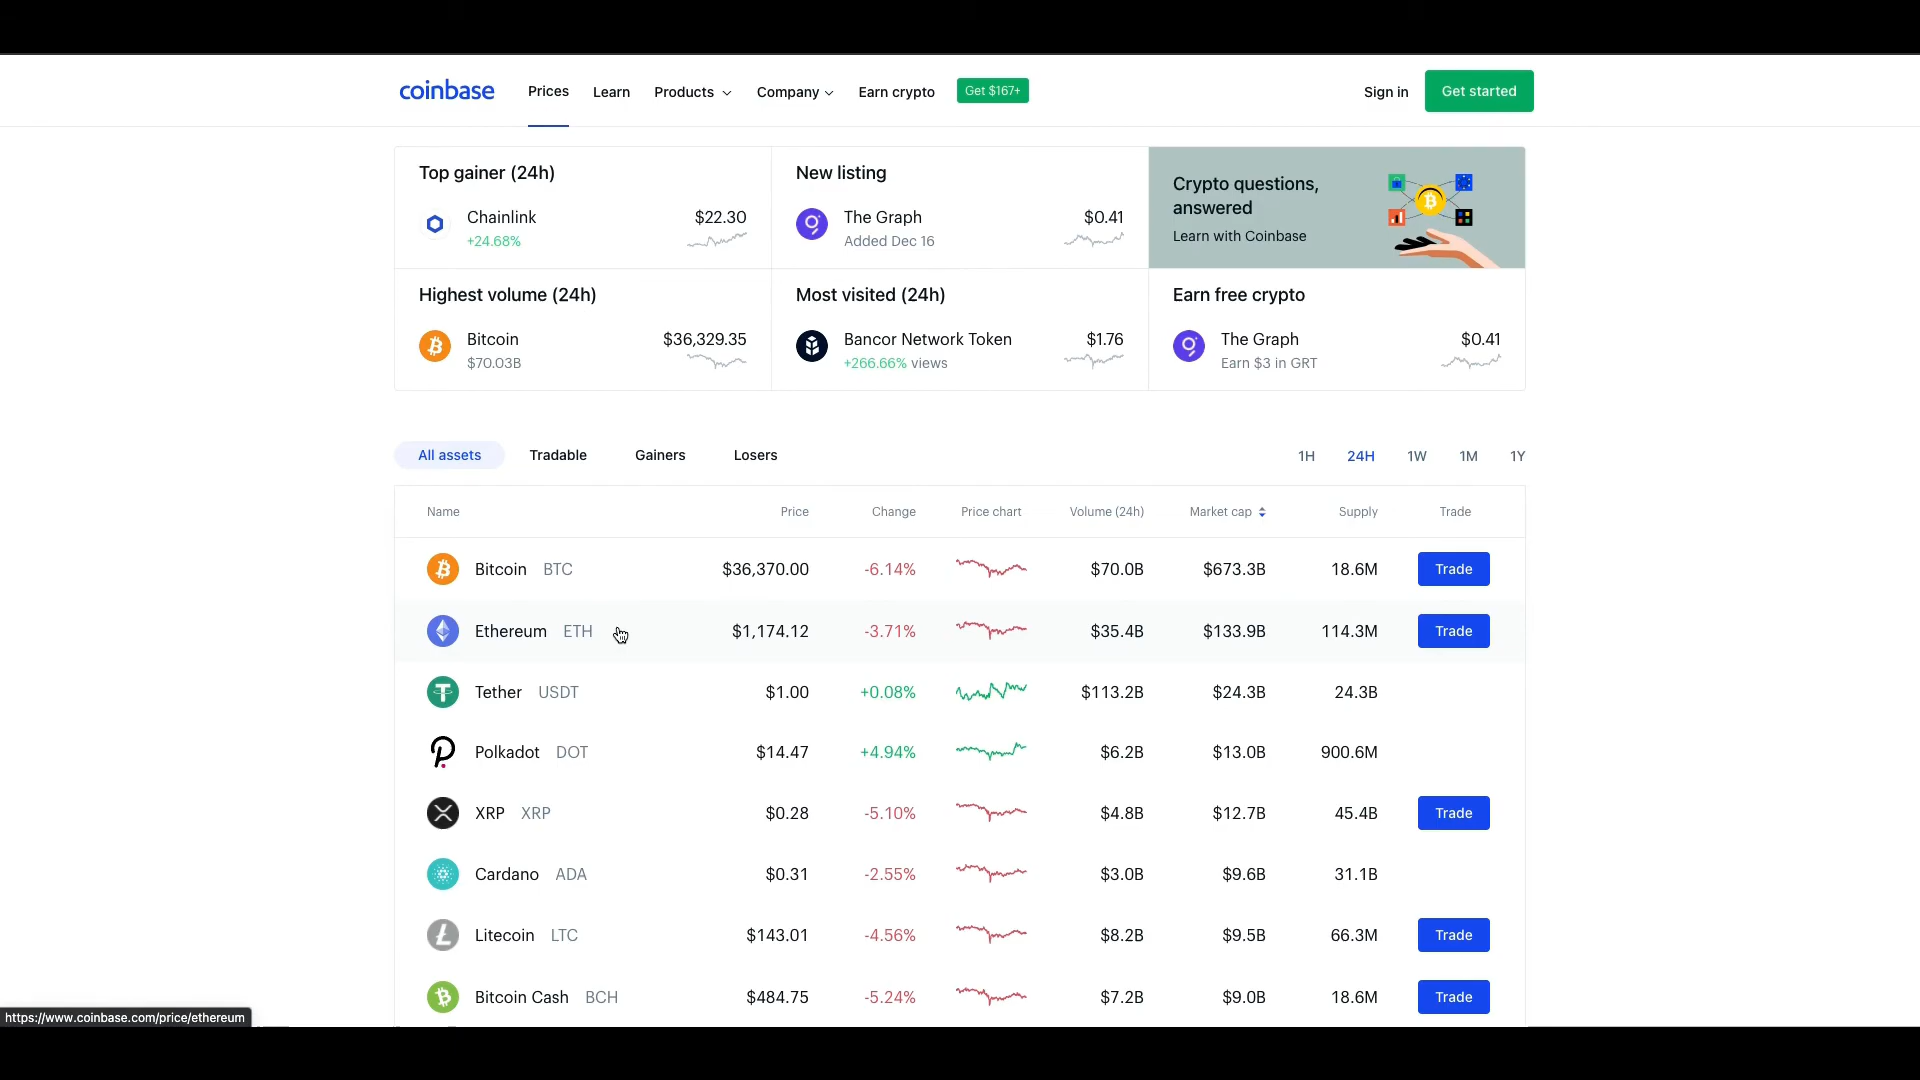 coinbase Prices Learn Products Company Earn crypto Get $167+ Sign in Get started
Top gainer (24h)
Chainlink $22.30
+24.68%
New listing
The Graph $0.41
Added Dec 16
Crypto questions,
answered
Learn with Coinbase
Highest volume (24h)
Bitcoin $36,329.35
$70.03B
Most visited (24h)
Bancor Network Token $1.76
+266.66% views
Earn free crypto
The Graph $0.41
Earn $3 in GRT
All assets Tradable Gainers Losers 1H 24H 1W 1M 1Y
Name Price Change Price chart Volume (24h) Market cap Supply Trade
Bitcoin BTC $36,370.00 -6.14% $70.0B $673.3B 18.6M Trade
Ethereum ETH $1,174.12 -3.71% $35.4B $133.9B 114.3M Trade
Tether USDT $1.00 +0.08% $113.2B $24.3B 24.3B
Polkadot DOT $14.47 +4.94% $6.2B $13.0B 900.6M
XRP XRP $0.28 -5.10% $4.8B $12.7B 45.4B Trade
Cardano ADA $0.31 -2.55% $3.0B $9.6B 31.1B
Litecoin LTC $143.01 -4.56% $8.2B $9.5B 66.3M Trade
Bitcoin Cash BCH $484.75 -5.24% $7.2B $9.0B 18.6M Trade
https://www.coinbase.com/price/ethereum